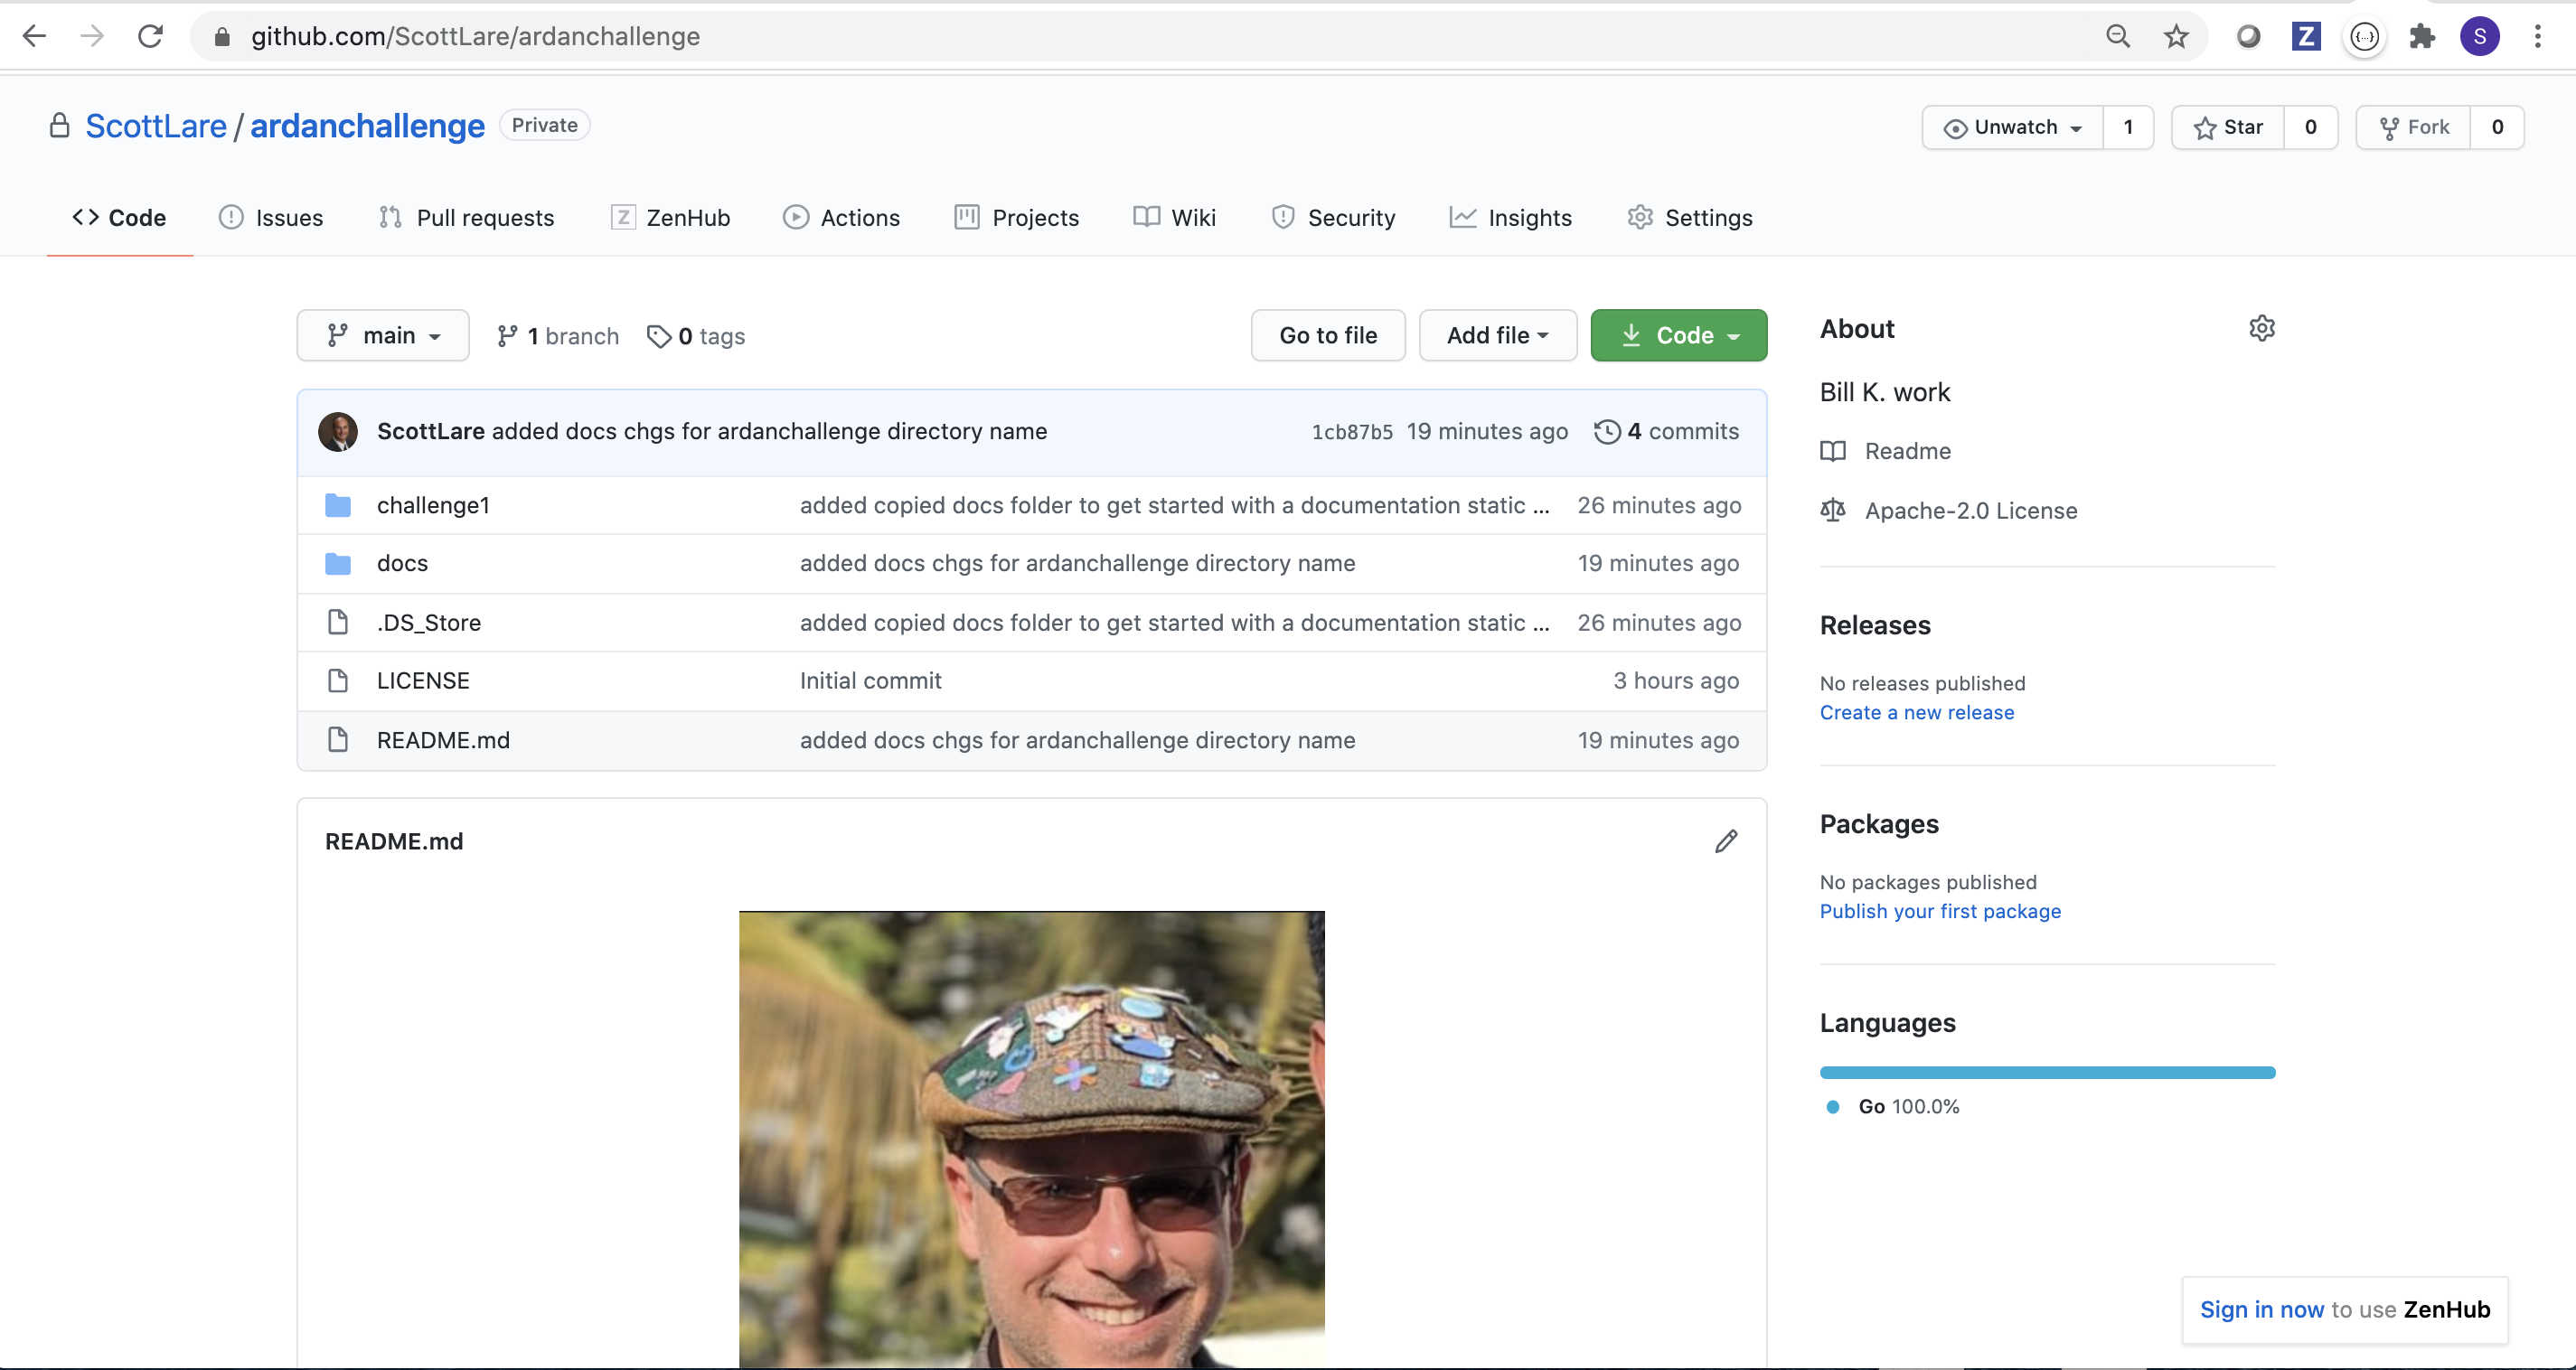 github.com/ScottLare/ardanchallenge
Z
{...}
S
ScottLare / ardanchallenge Private
Unwatch 1 Star 0 Fork 0
Code Issues Pull requests Z ZenHub Actions Projects Wiki Security Insights Settings
main 1 branch 0 tags
Go to file Add file Code
ScottLare added docs chgs for ardanchallenge directory name 1cb87b5 19 minutes ago 4 commits
challenge1 added copied docs folder to get started with a documentation static ... 26 minutes ago
docs added docs chgs for ardanchallenge directory name 19 minutes ago
.DS_Store added copied docs folder to get started with a documentation static ... 26 minutes ago
LICENSE Initial commit 3 hours ago
README.md added docs chgs for ardanchallenge directory name 19 minutes ago
README.md
About
Bill K. work
Readme
Apache-2.0 License
Releases
No releases published
Create a new release
Packages
No packages published
Publish your first package
Languages
Go 100.0%
Sign in now to use ZenHub